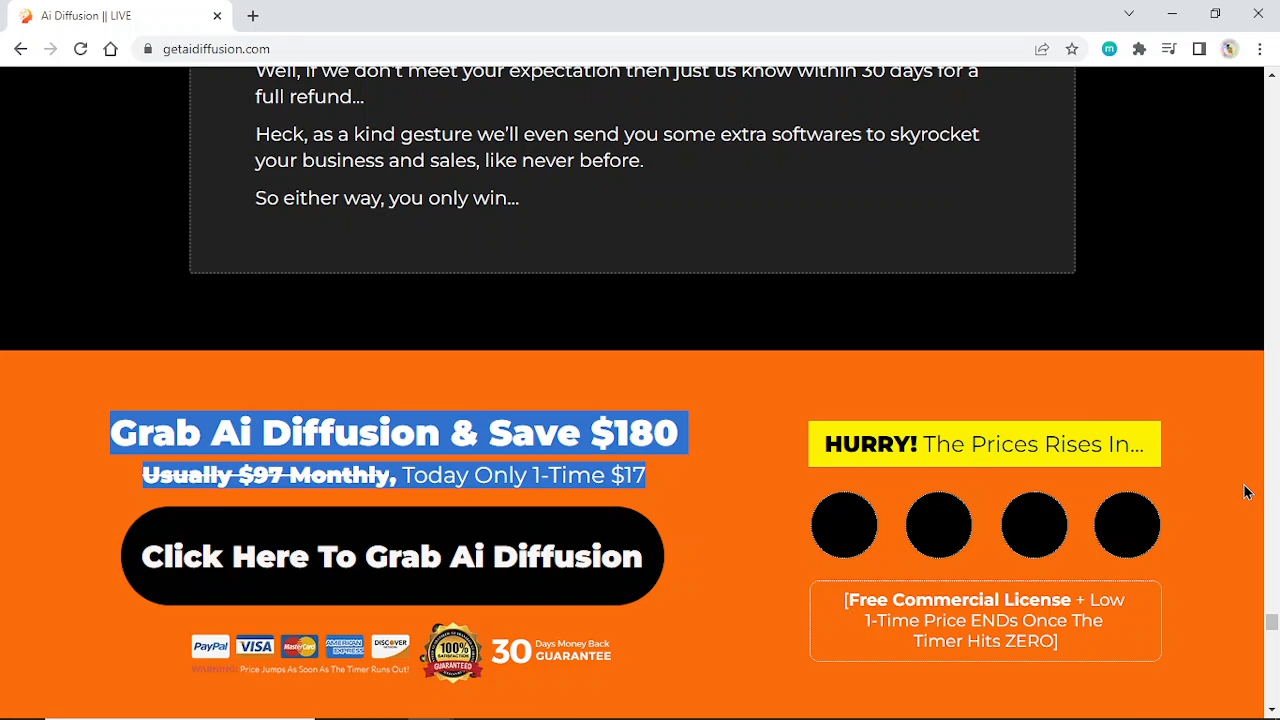 Ai Diffusion || LIVE
getaidiffusion.com
m
Well, if we don't meet your expectation then just us know within 30 days for a
full refund...
Heck, as a kind gesture we'll even send you some extra softwares to skyrocket
your business and sales, like never before.
So either way, you only win...
Grab Ai Diffusion & Save $180
Usually $97 Monthly, Today Only 1-Time $17
Click Here To Grab Ai Diffusion
PayPal VISA MasterCard AMERICAN EXPRESS DISCOVER
WARNING! Price Jumps As Soon As The Timer Runs Out!
100%
SATISFACTION
GUARANTEED
30 Days Money Back
GUARANTEE
HURRY! The Prices Rises In...
[Free Commercial License + Low
1-Time Price ENDs Once The
Timer Hits ZERO]